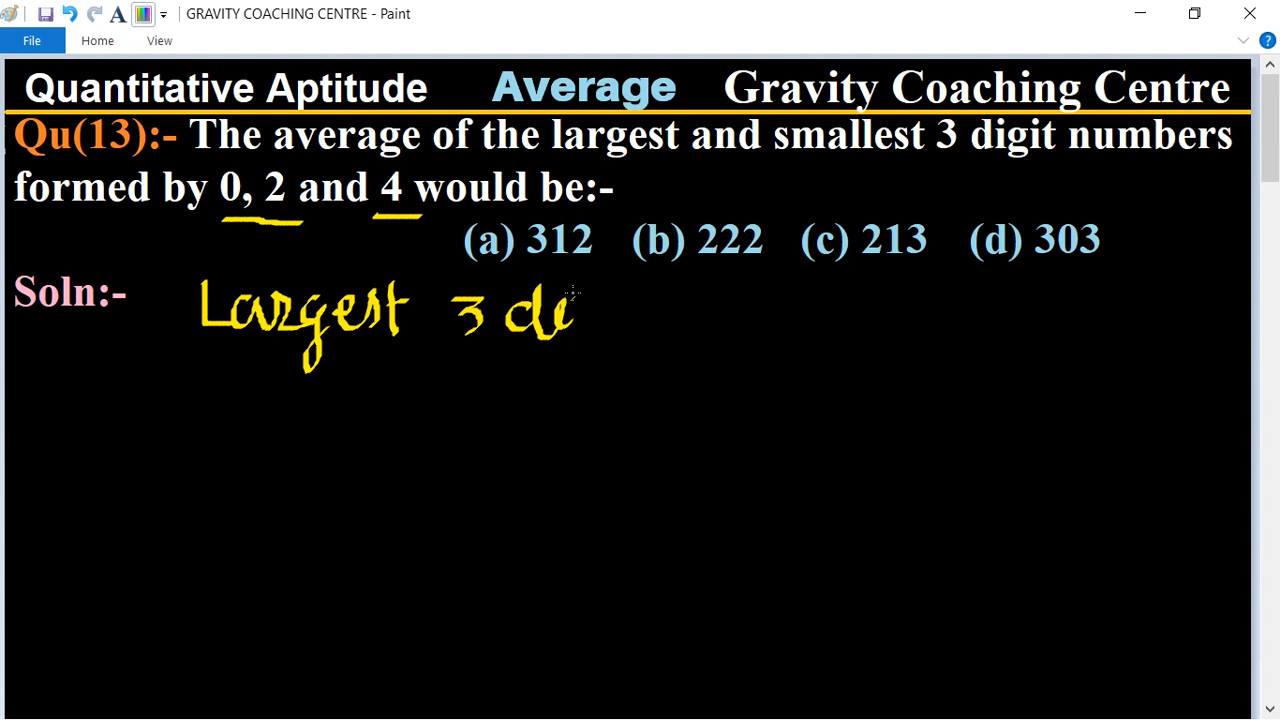 GRAVITY COACHING CENTRE - Paint
File Home View
Quantitative Aptitude Average Gravity Coaching Centre
Qu(13):- The average of the largest and smallest 3 digit numbers
formed by 0, 2 and 4 would be:-
(a) 312 (b) 222 (c) 213 (d) 303
Soln:- Largest 3 di